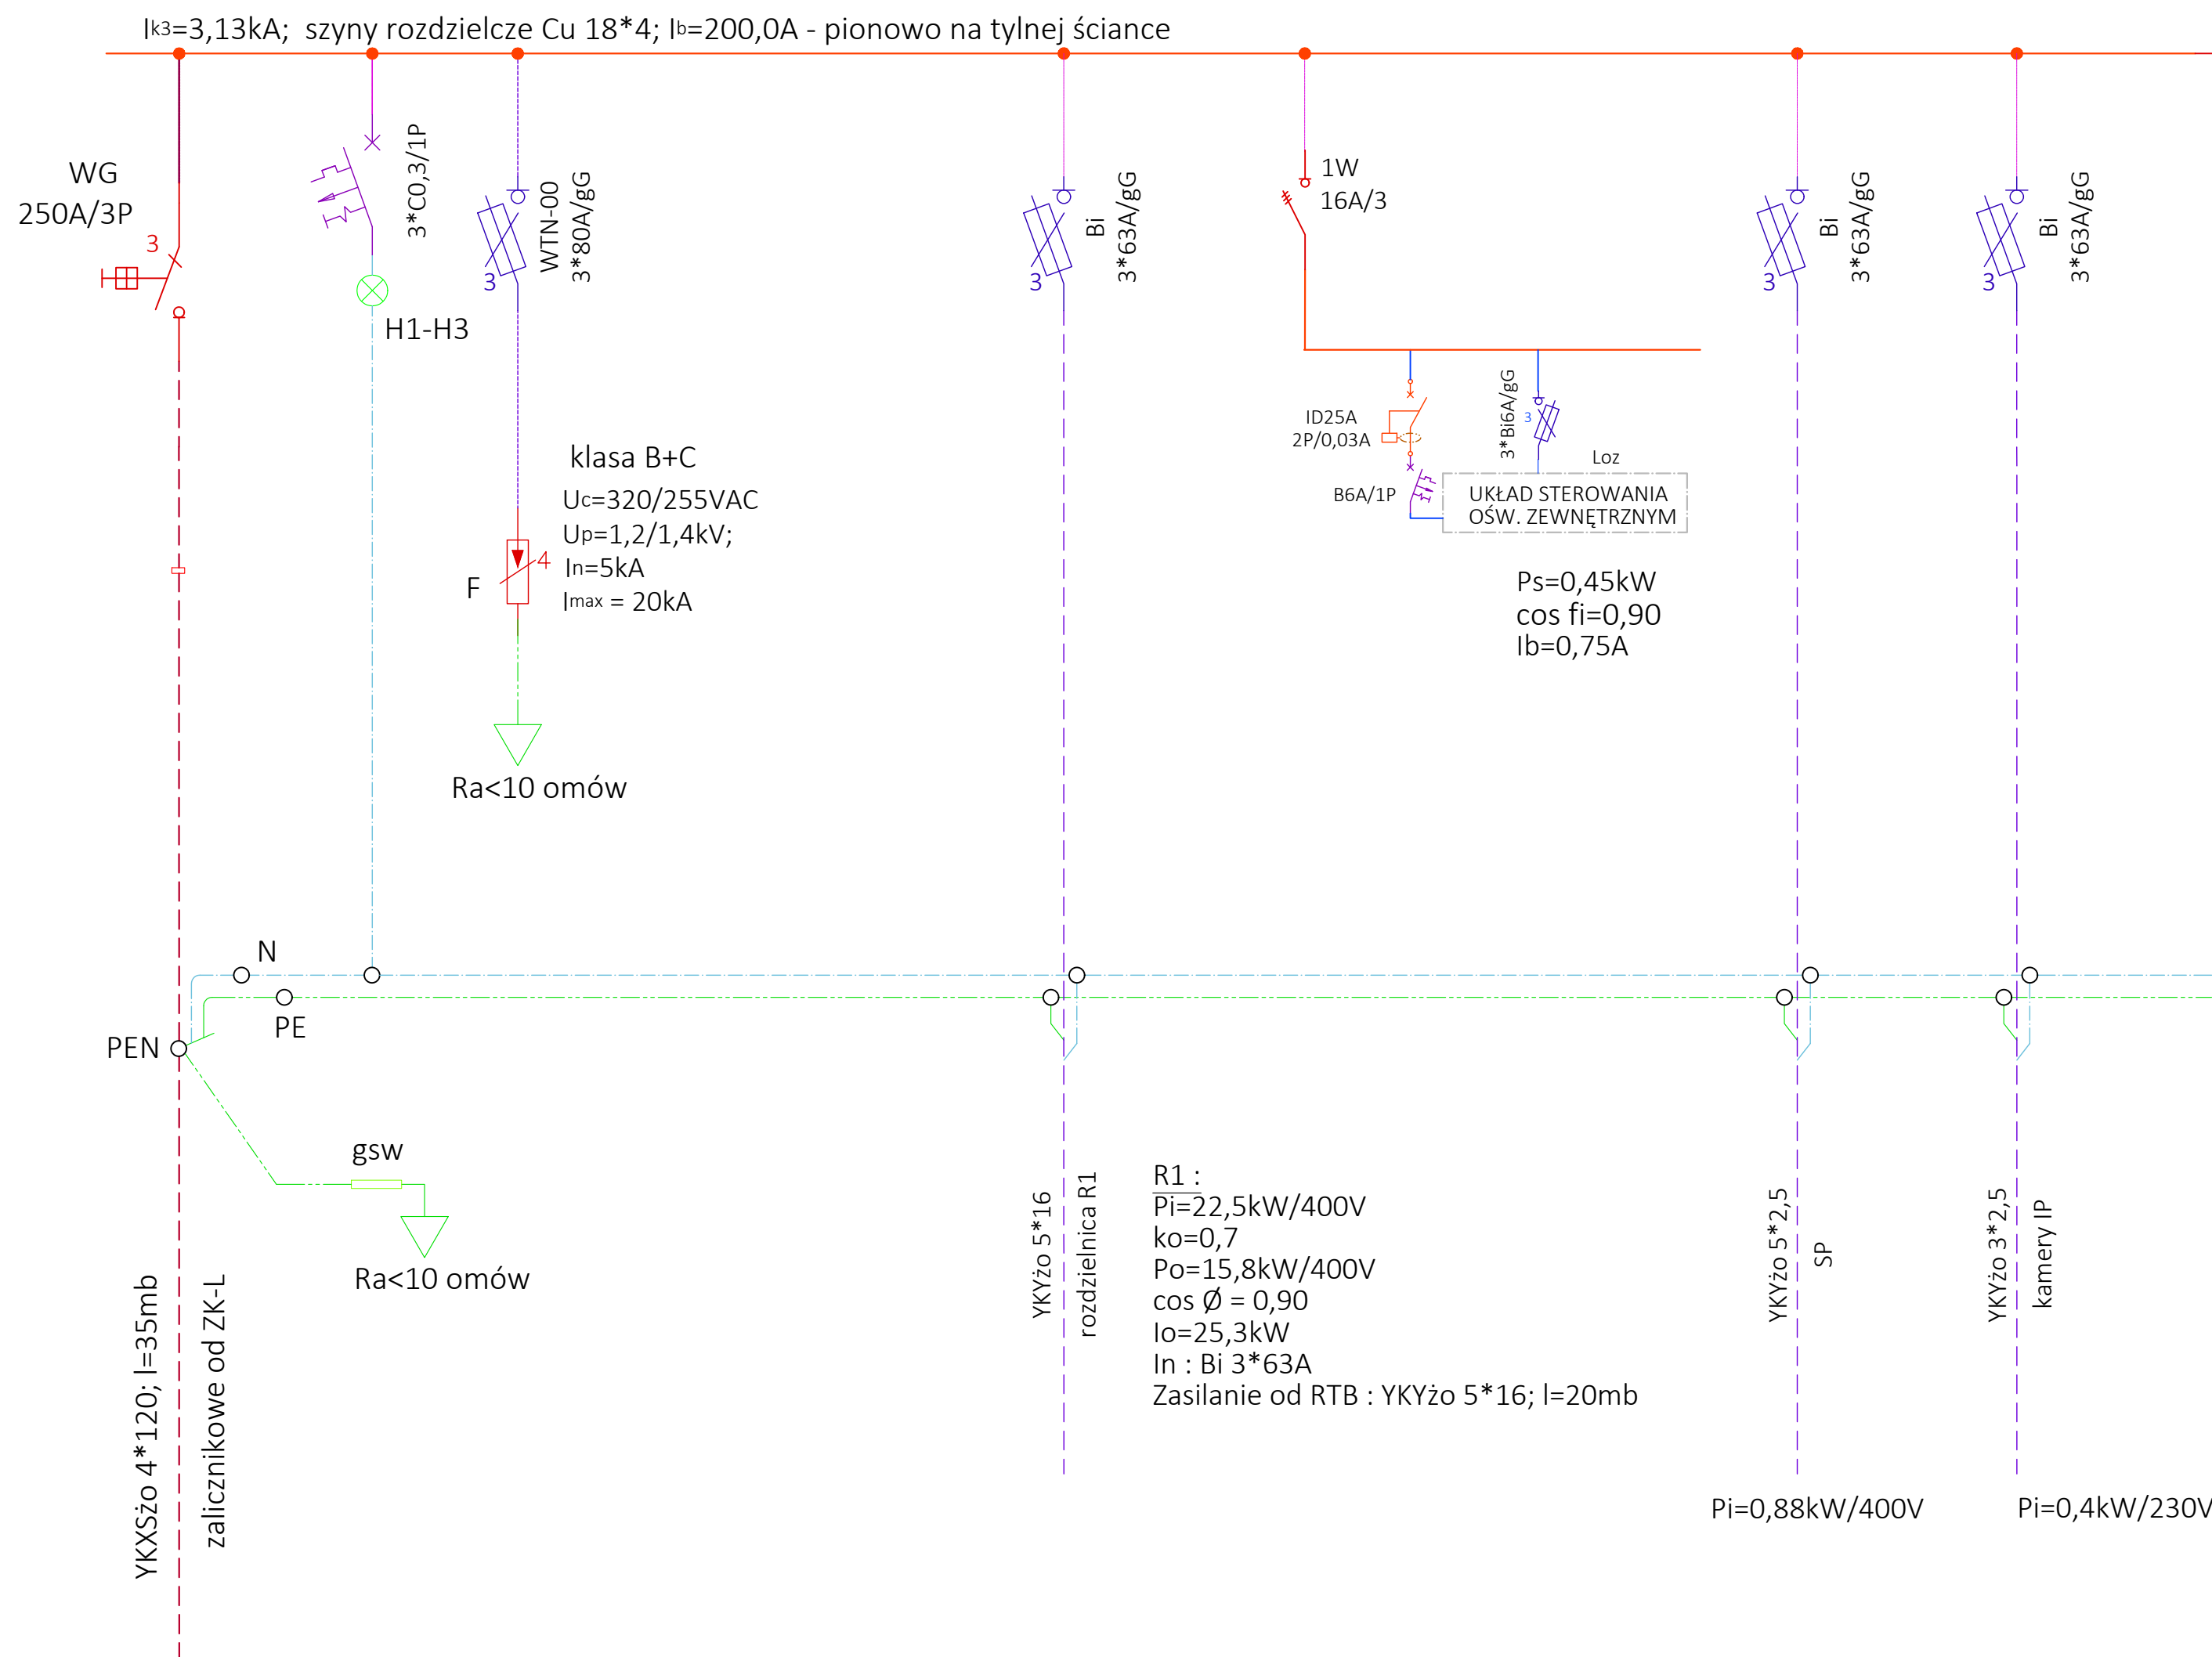 Ik3=3,13kA; szyny rozdzielcze Cu 18*4; Ib=200,0A - pionowo na tylnej ściance
WG
250A/3P
3
3*C0,3/1P
H1-H3
WTN-00
3*80A/gG
3
klasa B+C
Uc=320/255VAC
Up=1,2/1,4kV;
In=5kA
Imax = 20kA
F
4
Ra<10 omów
Bi
3*63A/gG
3
1W
16A/3
ID25A
2P/0,03A
B6A/1P
3*Bi6A/gG
3
Loz
UKŁAD STEROWANIA
OŚW. ZEWNĘTRZNYM
Ps=0,45kW
cos fi=0,90
Ib=0,75A
Bi
3*63A/gG
3
Bi
3*63A/gG
3
N
PE
PEN
gsw
Ra<10 omów
YKXSżo 4*120; l=35mb
zalicznikowe od ZK-L
YKYżo 5*16
rozdzielnica R1
R1 :
Pi=22,5kW/400V
ko=0,7
Po=15,8kW/400V
cos Ø = 0,90
Io=25,3kW
In : Bi 3*63A
Zasilanie od RTB : YKYżo 5*16; l=20mb
YKYżo 5*2,5
SP
YKYżo 3*2,5
kamery IP
Pi=0,88kW/400V
Pi=0,4kW/230V